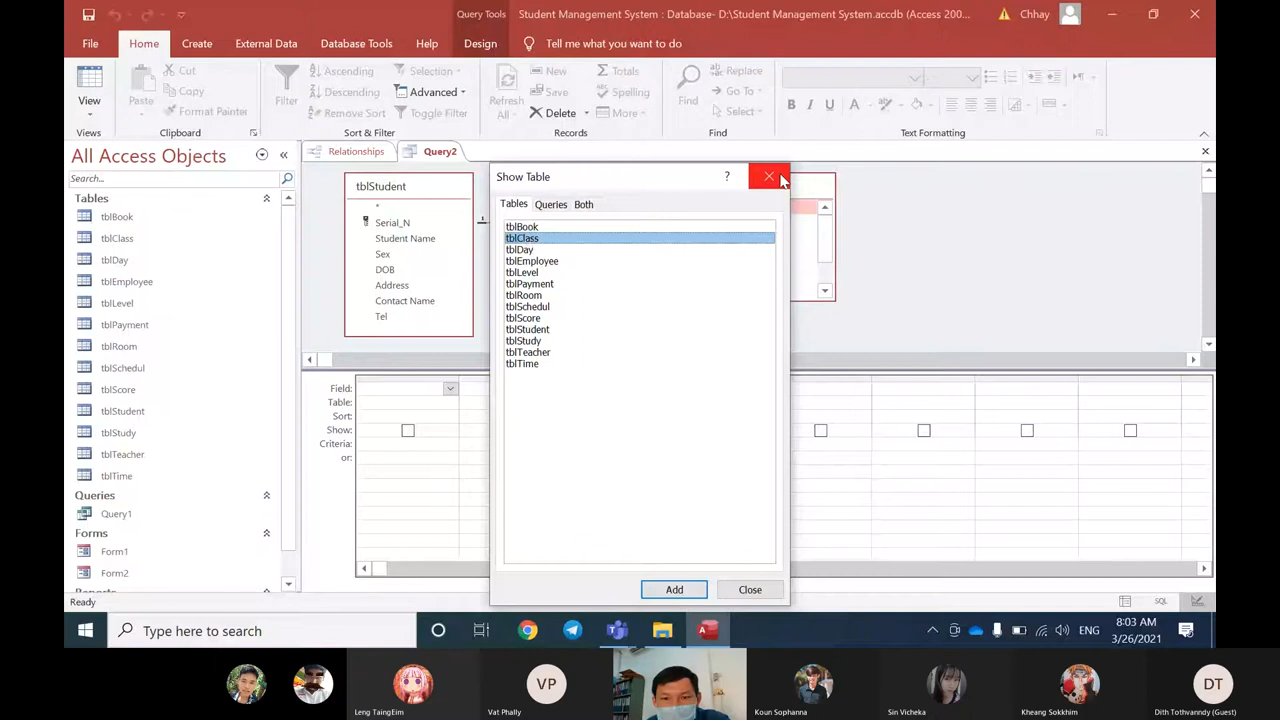 Query Tools
Student Management System : Database- D:\Student Management System.accdb (Access 200...
Chhay
File
Home
Create
External Data
Database Tools
Help
Design
Tell me what you want to do
View
Views
Paste
Cut
Copy
Format Painter
Clipboard
Filter
Ascending
Descending
Remove Sort
Selection
Advanced
Toggle Filter
Sort & Filter
Refresh
All
New
Save
Delete
Totals
Spelling
More
Records
Find
Replace
Go To
Select
Find
B I U
A
Text Formatting
All Access Objects
Search...
Tables
tblBook
tblClass
tblDay
tblEmployee
tblLevel
tblPayment
tblRoom
tblSchedul
tblScore
tblStudent
tblStudy
tblTeacher
tblTime
Queries
Query1
Forms
Form1
Form2
Ready
Relationships
Query2
tblStudent
*
Serial_N
Student Name
Sex
DOB
Address
Contact Name
Tel
Show Table
?
Tables
Queries
Both
tblBook
tblClass
tblDay
tblEmployee
tblLevel
tblPayment
tblRoom
tblSchedul
tblScore
tblStudent
tblStudy
tblTeacher
tblTime
Add
Close
Field:
Table:
Sort:
Show:
Criteria:
or:
SQL
Type here to search
ENG
8:03 AM
3/26/2021
Leng TaingEim
VP
Vat Phally
Koun Sophanna
Sin Vicheka
Kheang Sokkhim
DT
Dith Tothvanndy (Guest)